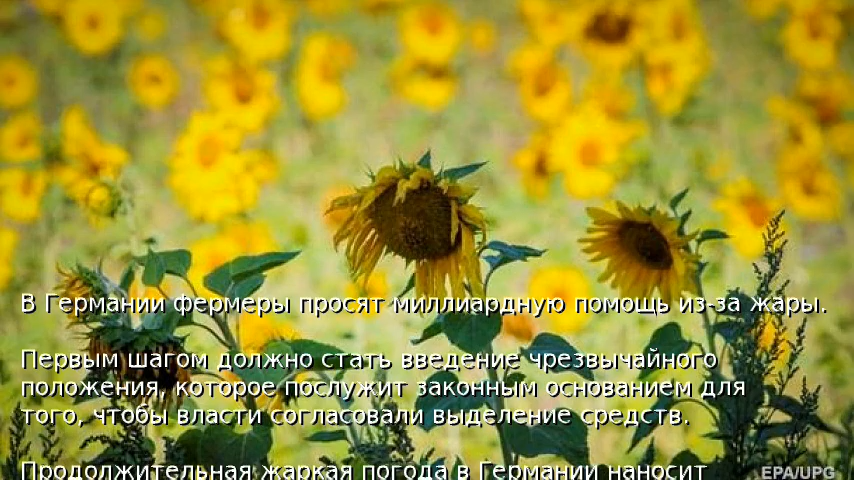 В Германии фермеры просят миллиардную помощь из-за жары.
Первым шагом должно стать введение чрезвычайного
положения, которое послужит законным основанием для
того, чтобы власти согласовали выделение средств.
Продолжительная жаркая погода в Германии наносит
EPA/UPG